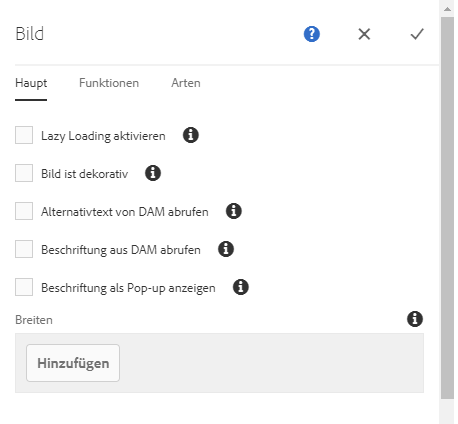 Bild
Haupt Funktionen Arten
Lazy Loading aktivieren
Bild ist dekorativ
Alternativtext von DAM abrufen
Beschriftung aus DAM abrufen
Beschriftung als Pop-up anzeigen
Breiten
Hinzufügen